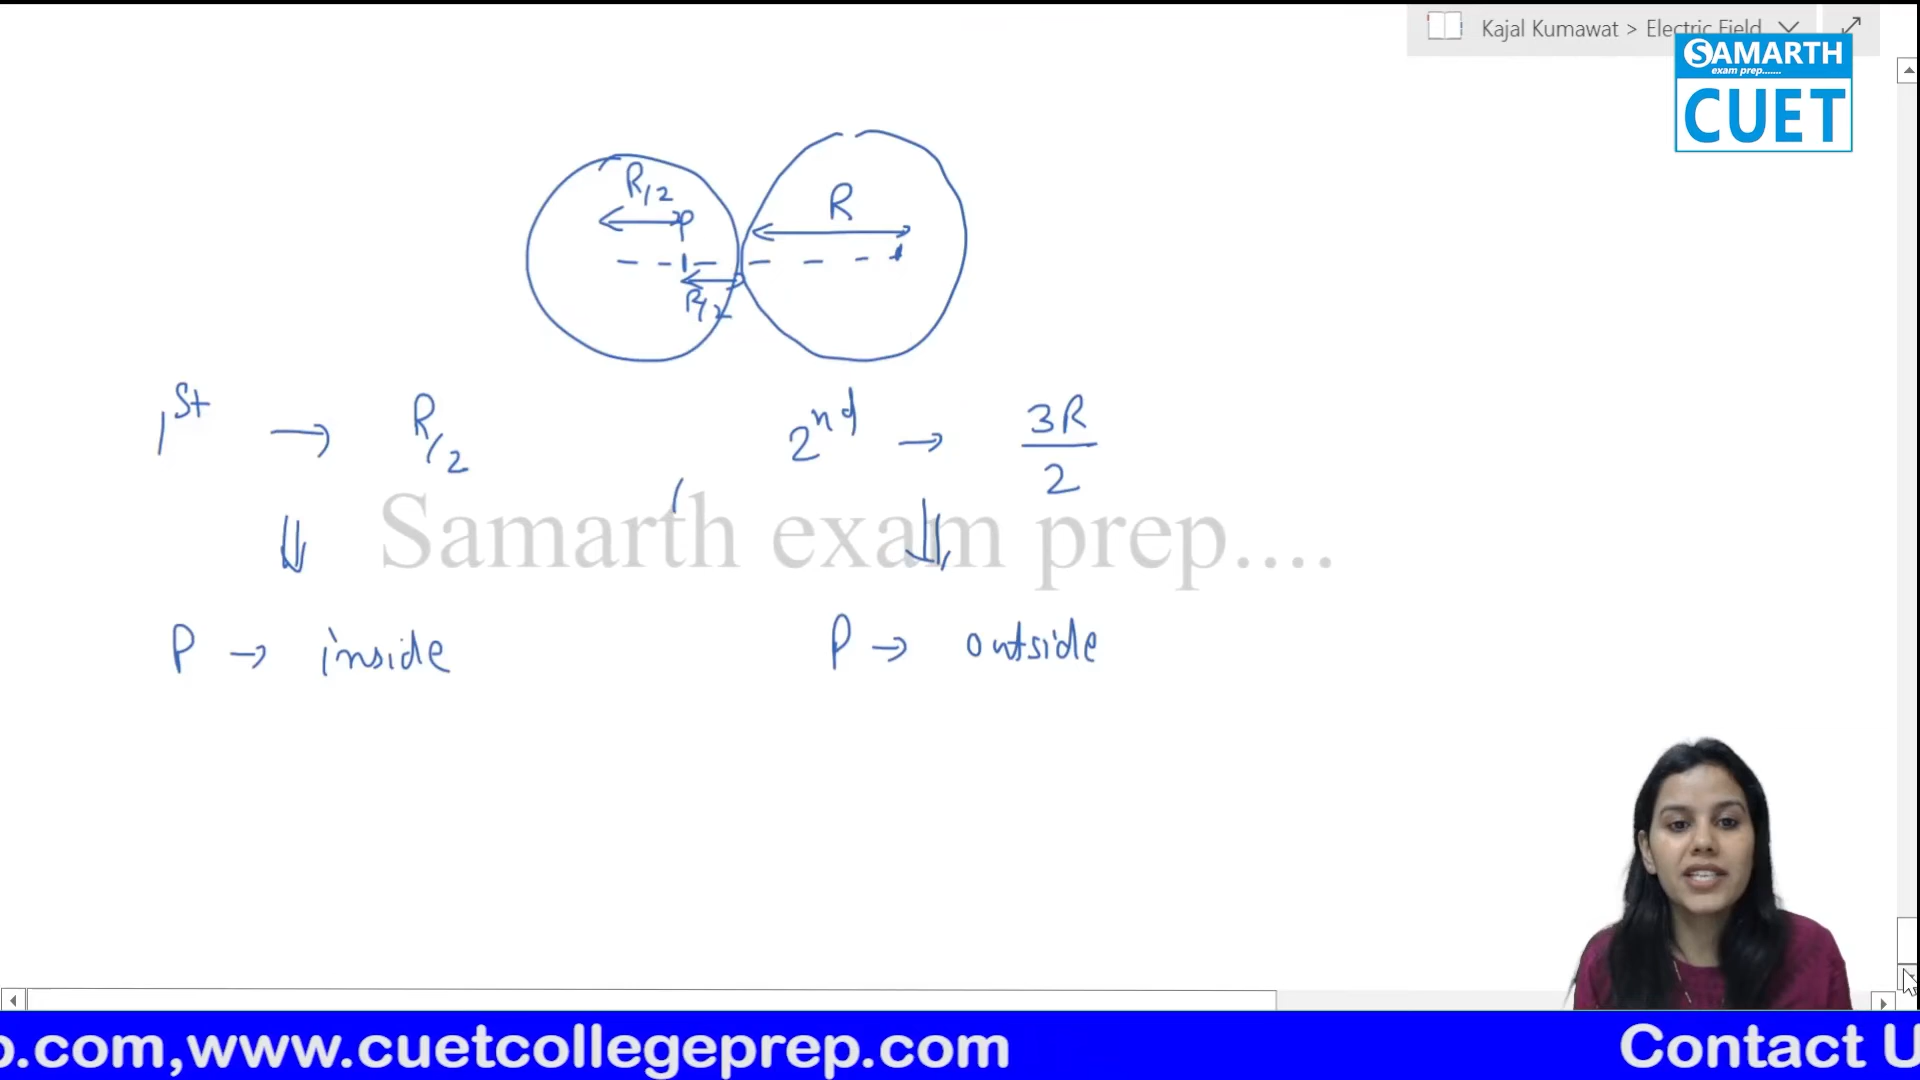 Kajal Kumawat > Electric Field
SAMARTH
exam prep.......
CUET
R/2
P
R
R/2
1st → R/2
2nd → 3R/2
Samarth exam prep....
P → inside
P → outside
p.com,www.cuetcollegeprep.com
Contact U